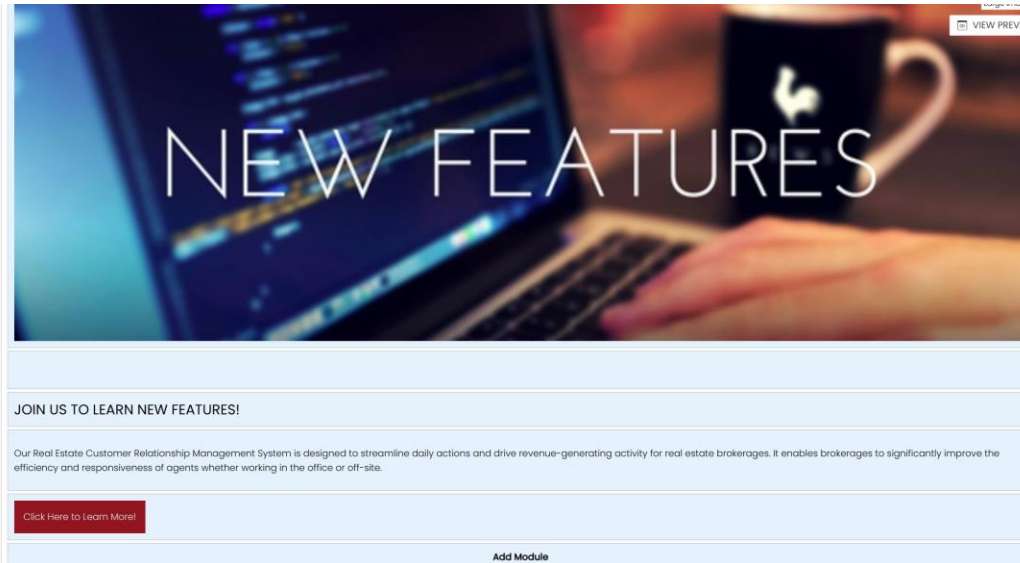 VIEW PREV
NEW FEATURES
JOIN US TO LEARN NEW FEATURES!
Our Real Estate Customer Relationship Management System is designed to streamline daily actions and drive revenue-generating activity for real estate brokerages. It enables brokerages to significantly improve the
efficiency and responsiveness of agents whether working in the office or off-site.
Click Here to Learn More!
Add Module